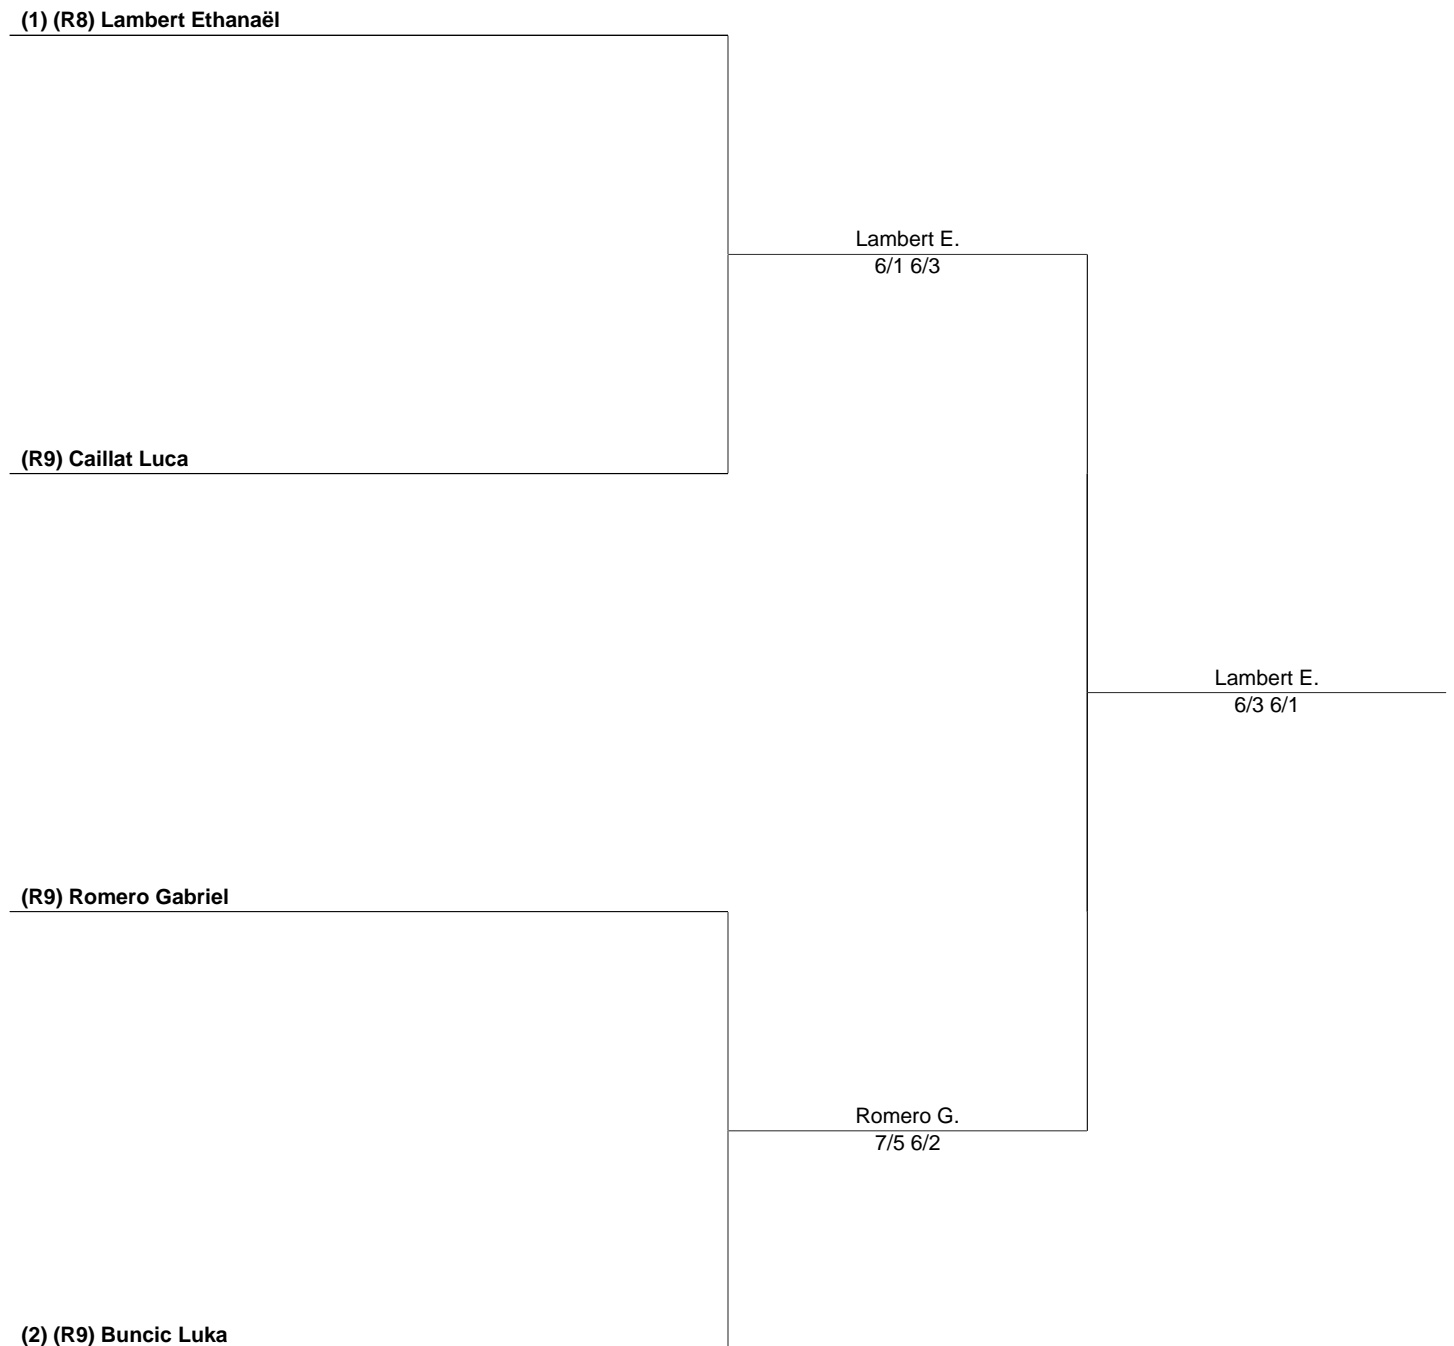 (1) (R8) Lambert Ethanaël
Lambert E.
6/1 6/3
(R9) Caillat Luca
Lambert E.
6/3 6/1
(R9) Romero Gabriel
Romero G.
7/5 6/2
(2) (R9) Buncic Luka